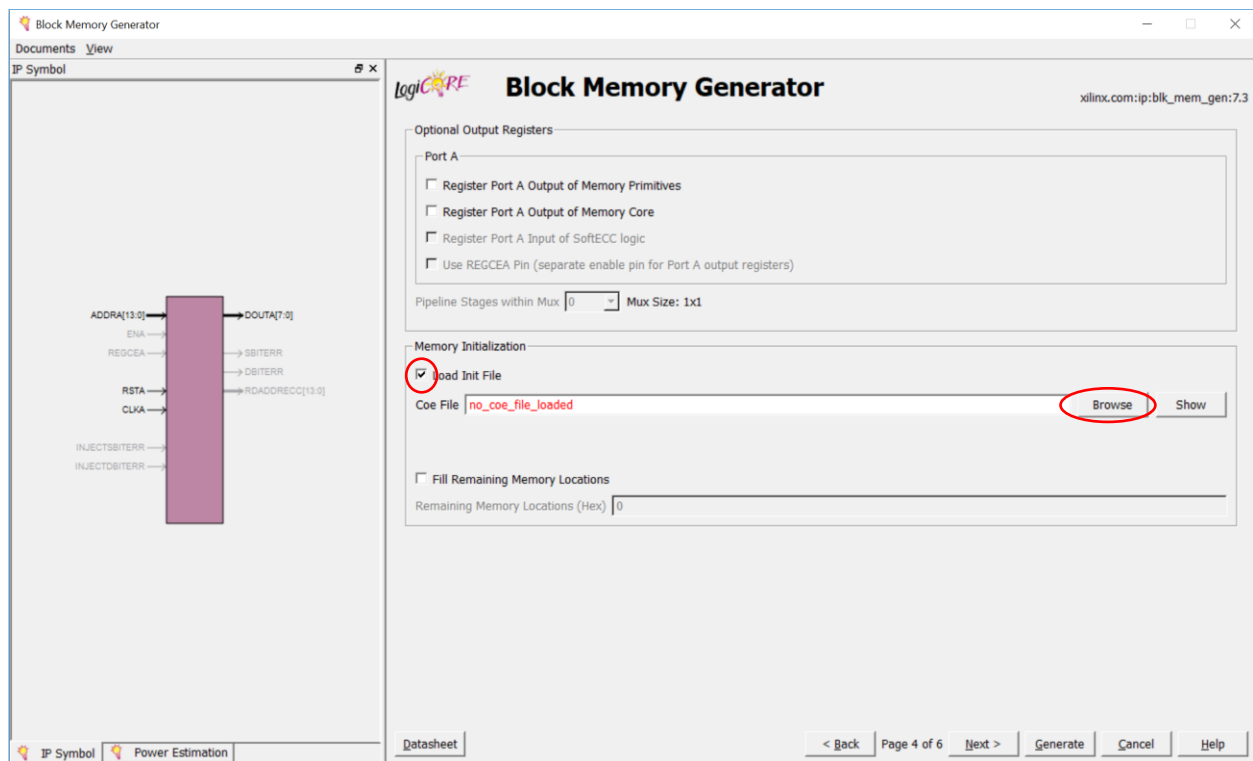 Block Memory Generator
Documents View
IP Symbol
ADDRA[13:0]
DOUTA[7:0]
ENA
REGCEA
SBITERR
DBITERR
RSTA
RDADDRECC[13:0]
CLKA
INJECTSBITERR
INJECTDBITERR
IP Symbol
Power Estimation
logiCORE
Block Memory Generator
xilinx.com:ip:blk_mem_gen:7.3
Optional Output Registers
Port A
Register Port A Output of Memory Primitives
Register Port A Output of Memory Core
Register Port A Input of SoftECC logic
Use REGCEA Pin (separate enable pin for Port A output registers)
Pipeline Stages within Mux 0 Mux Size: 1x1
Memory Initialization
Load Init File
Coe File no_coe_file_loaded Browse Show
Fill Remaining Memory Locations
Remaining Memory Locations (Hex) 0
Datasheet
< Back Page 4 of 6 Next > Generate Cancel Help